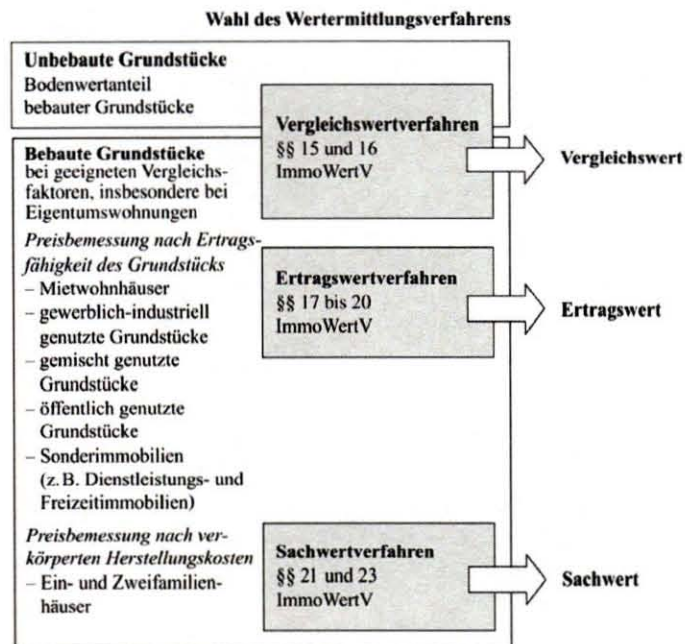 Wahl des Wertermittlungsverfahrens
Unbebaute Grundstücke
Bodenwertanteil
bebauter Grundstücke
Vergleichswertverfahren
§§ 15 und 16
ImmoWertV
Vergleichswert
Bebaute Grundstücke
bei geeigneten Vergleichs-
faktoren, insbesondere bei
Eigentumswohnungen
Preisbemessung nach Ertrags-
fähigkeit des Grundstücks
– Mietwohnhäuser
– gewerblich-industriell
genutzte Grundstücke
– gemischt genutzte
Grundstücke
– öffentlich genutzte
Grundstücke
– Sonderimmobilien
(z. B. Dienstleistungs- und
Freizeitimmobilien)
Ertragswertverfahren
§§ 17 bis 20
ImmoWertV
Ertragswert
Preisbemessung nach ver-
körperten Herstellungskosten
– Ein- und Zweifamilien-
häuser
Sachwertverfahren
§§ 21 und 23
ImmoWertV
Sachwert